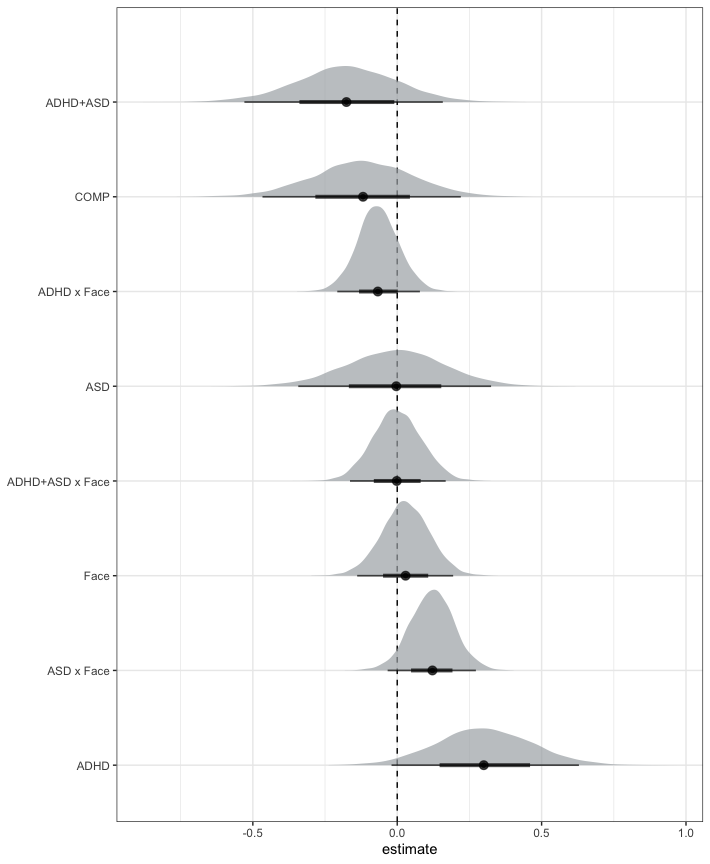 ADHD+ASD
COMP
ADHD x Face
ASD
ADHD+ASD x Face
Face
ASD x Face
ADHD
-0.5 0.0 0.5 1.0
estimate